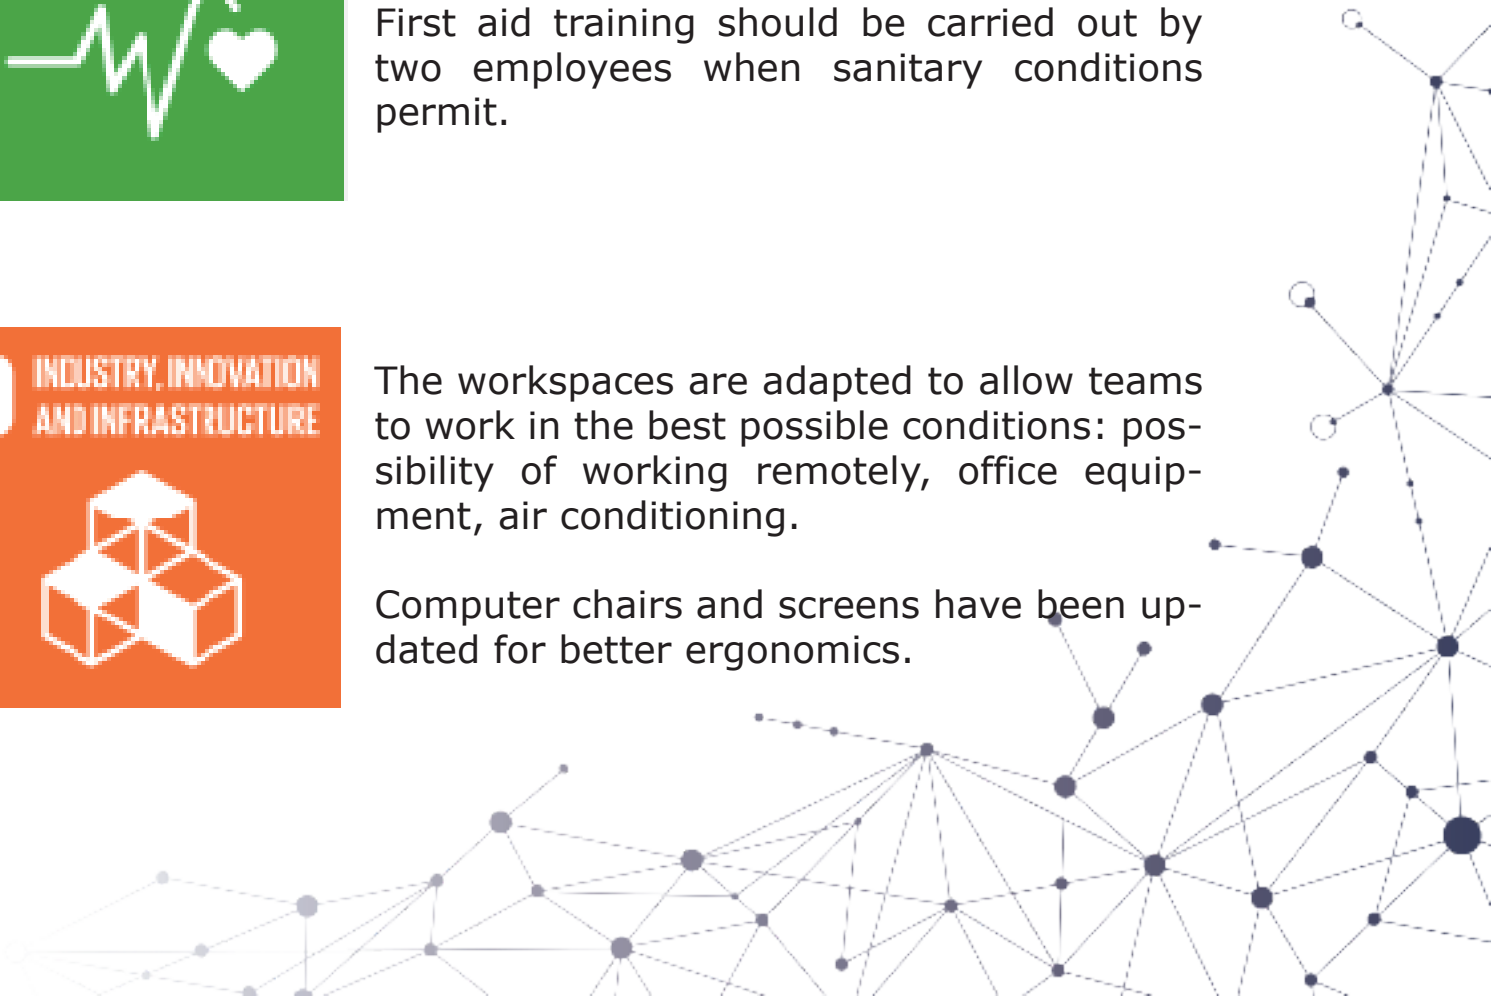 First aid training should be carried out by
two employees when sanitary conditions
permit.
INDUSTRY, INNOVATION
AND INFRASTRUCTURE
The workspaces are adapted to allow teams
to work in the best possible conditions: pos-
sibility of working remotely, office equip-
ment, air conditioning.
Computer chairs and screens have been up-
dated for better ergonomics.